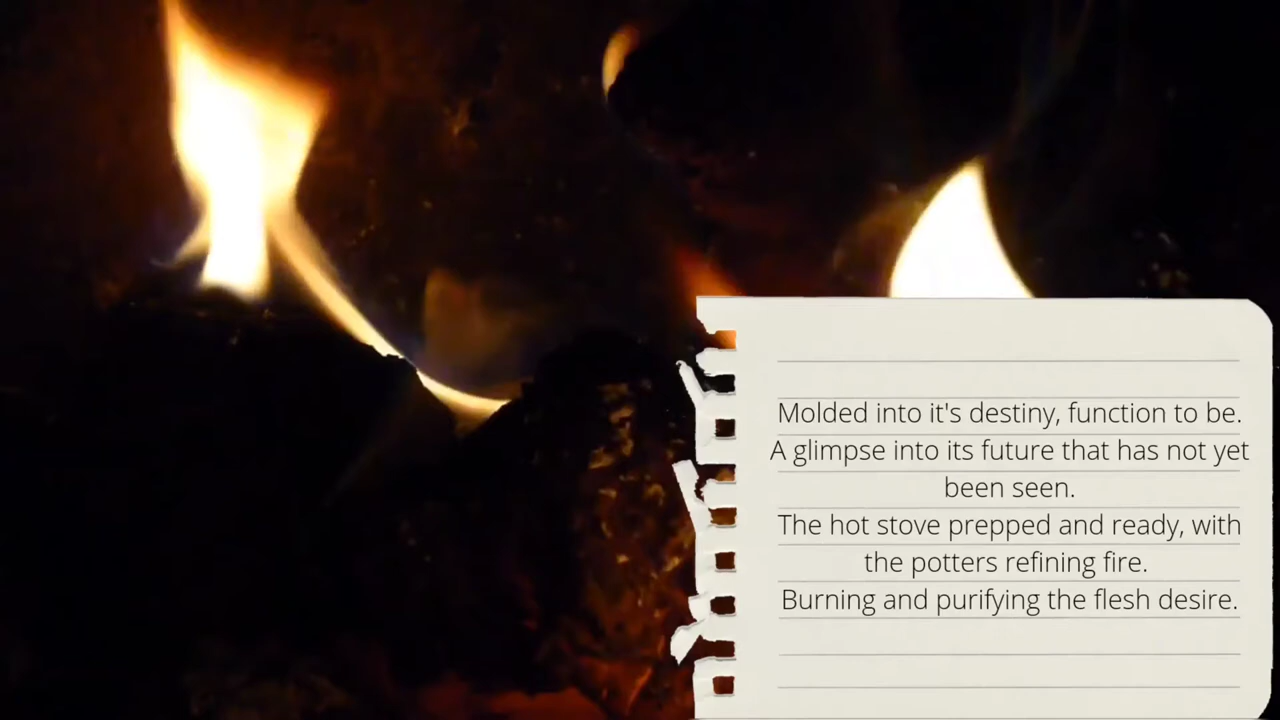 Molded into it's destiny, function to be.
A glimpse into its future that has not yet
been seen.
The hot stove prepped and ready, with
the potters refining fire.
Burning and purifying the flesh desire.